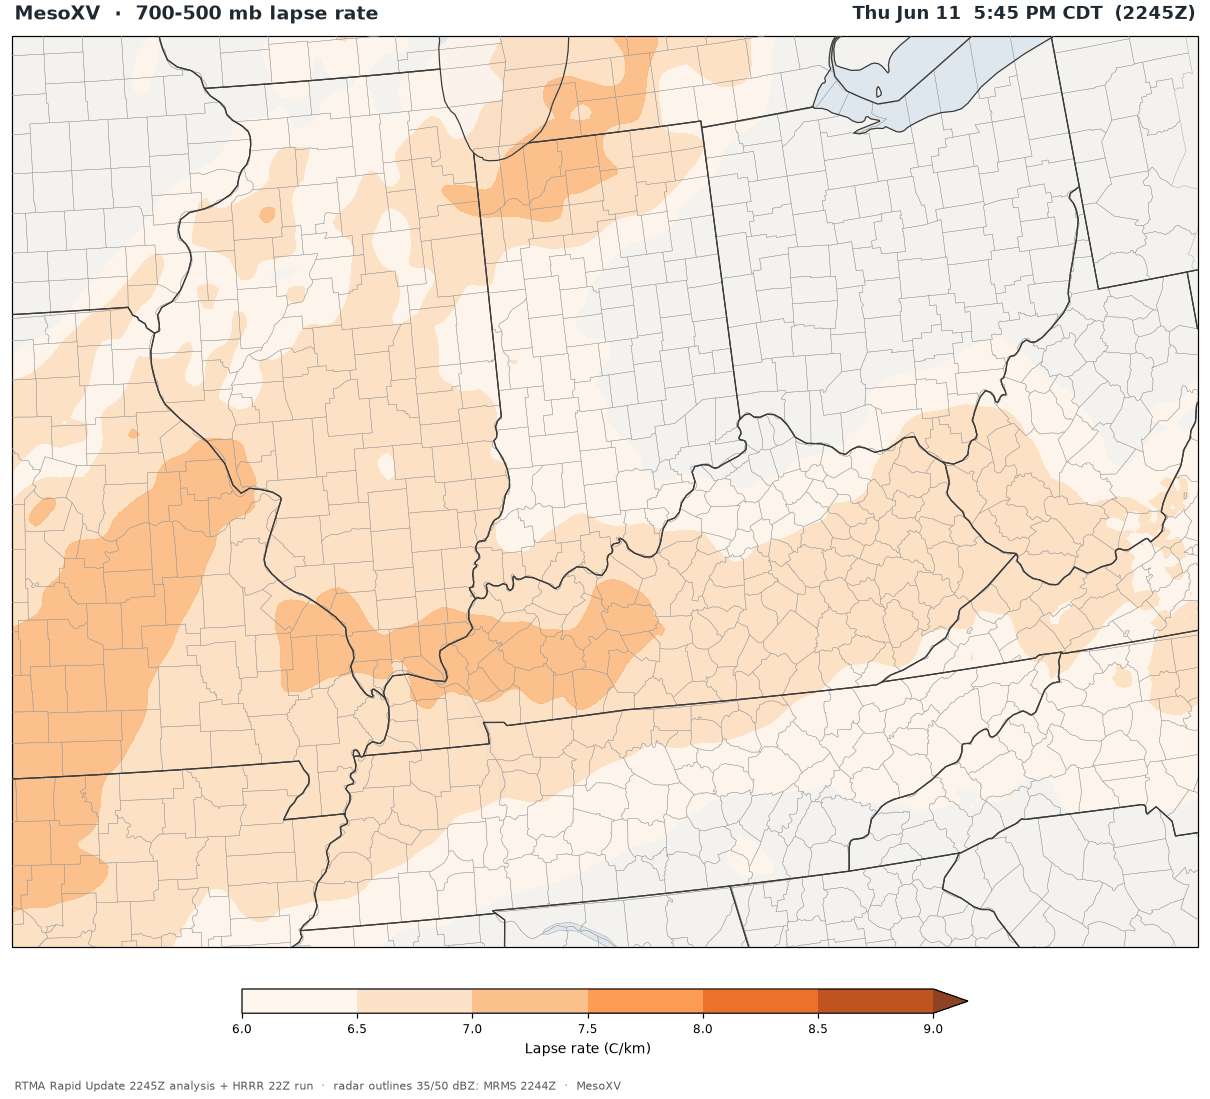 MesoXV · 700-500 mb lapse rate
Thu Jun 11 5:45 PM CDT (2245Z)
6.0 6.5 7.0 7.5 8.0 8.5 9.0
Lapse rate (C/km)
RTMA Rapid Update 2245Z analysis + HRRR 22Z run · radar outlines 35/50 dBZ: MRMS 2244Z · MesoXV